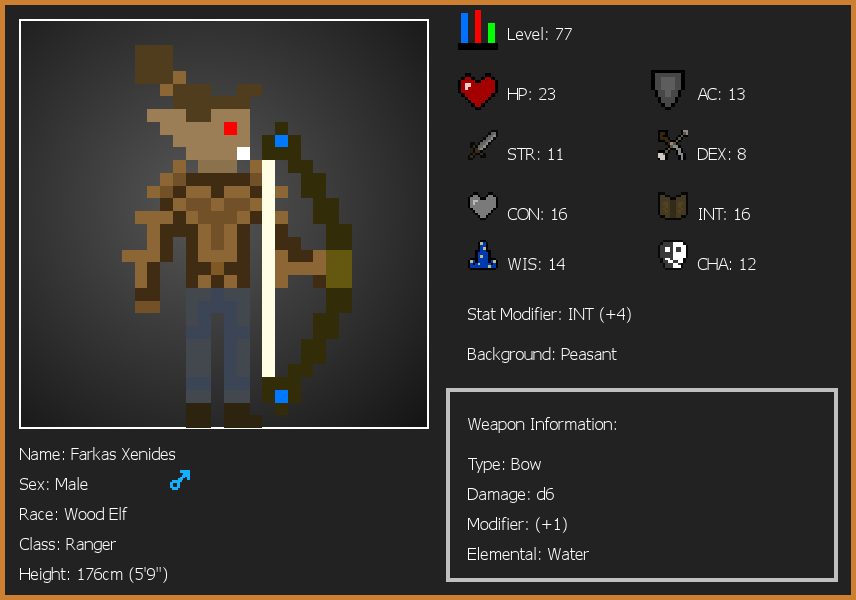 Level: 77
HP: 23
AC: 13
STR: 11
DEX: 8
CON: 16
INT: 16
WIS: 14
CHA: 12
Stat Modifier: INT (+4)
Background: Peasant
Name: Farkas Xenides
Sex: Male
Race: Wood Elf
Class: Ranger
Height: 176cm (5'9")
Weapon Information:
Type: Bow
Damage: d6
Modifier: (+1)
Elemental: Water